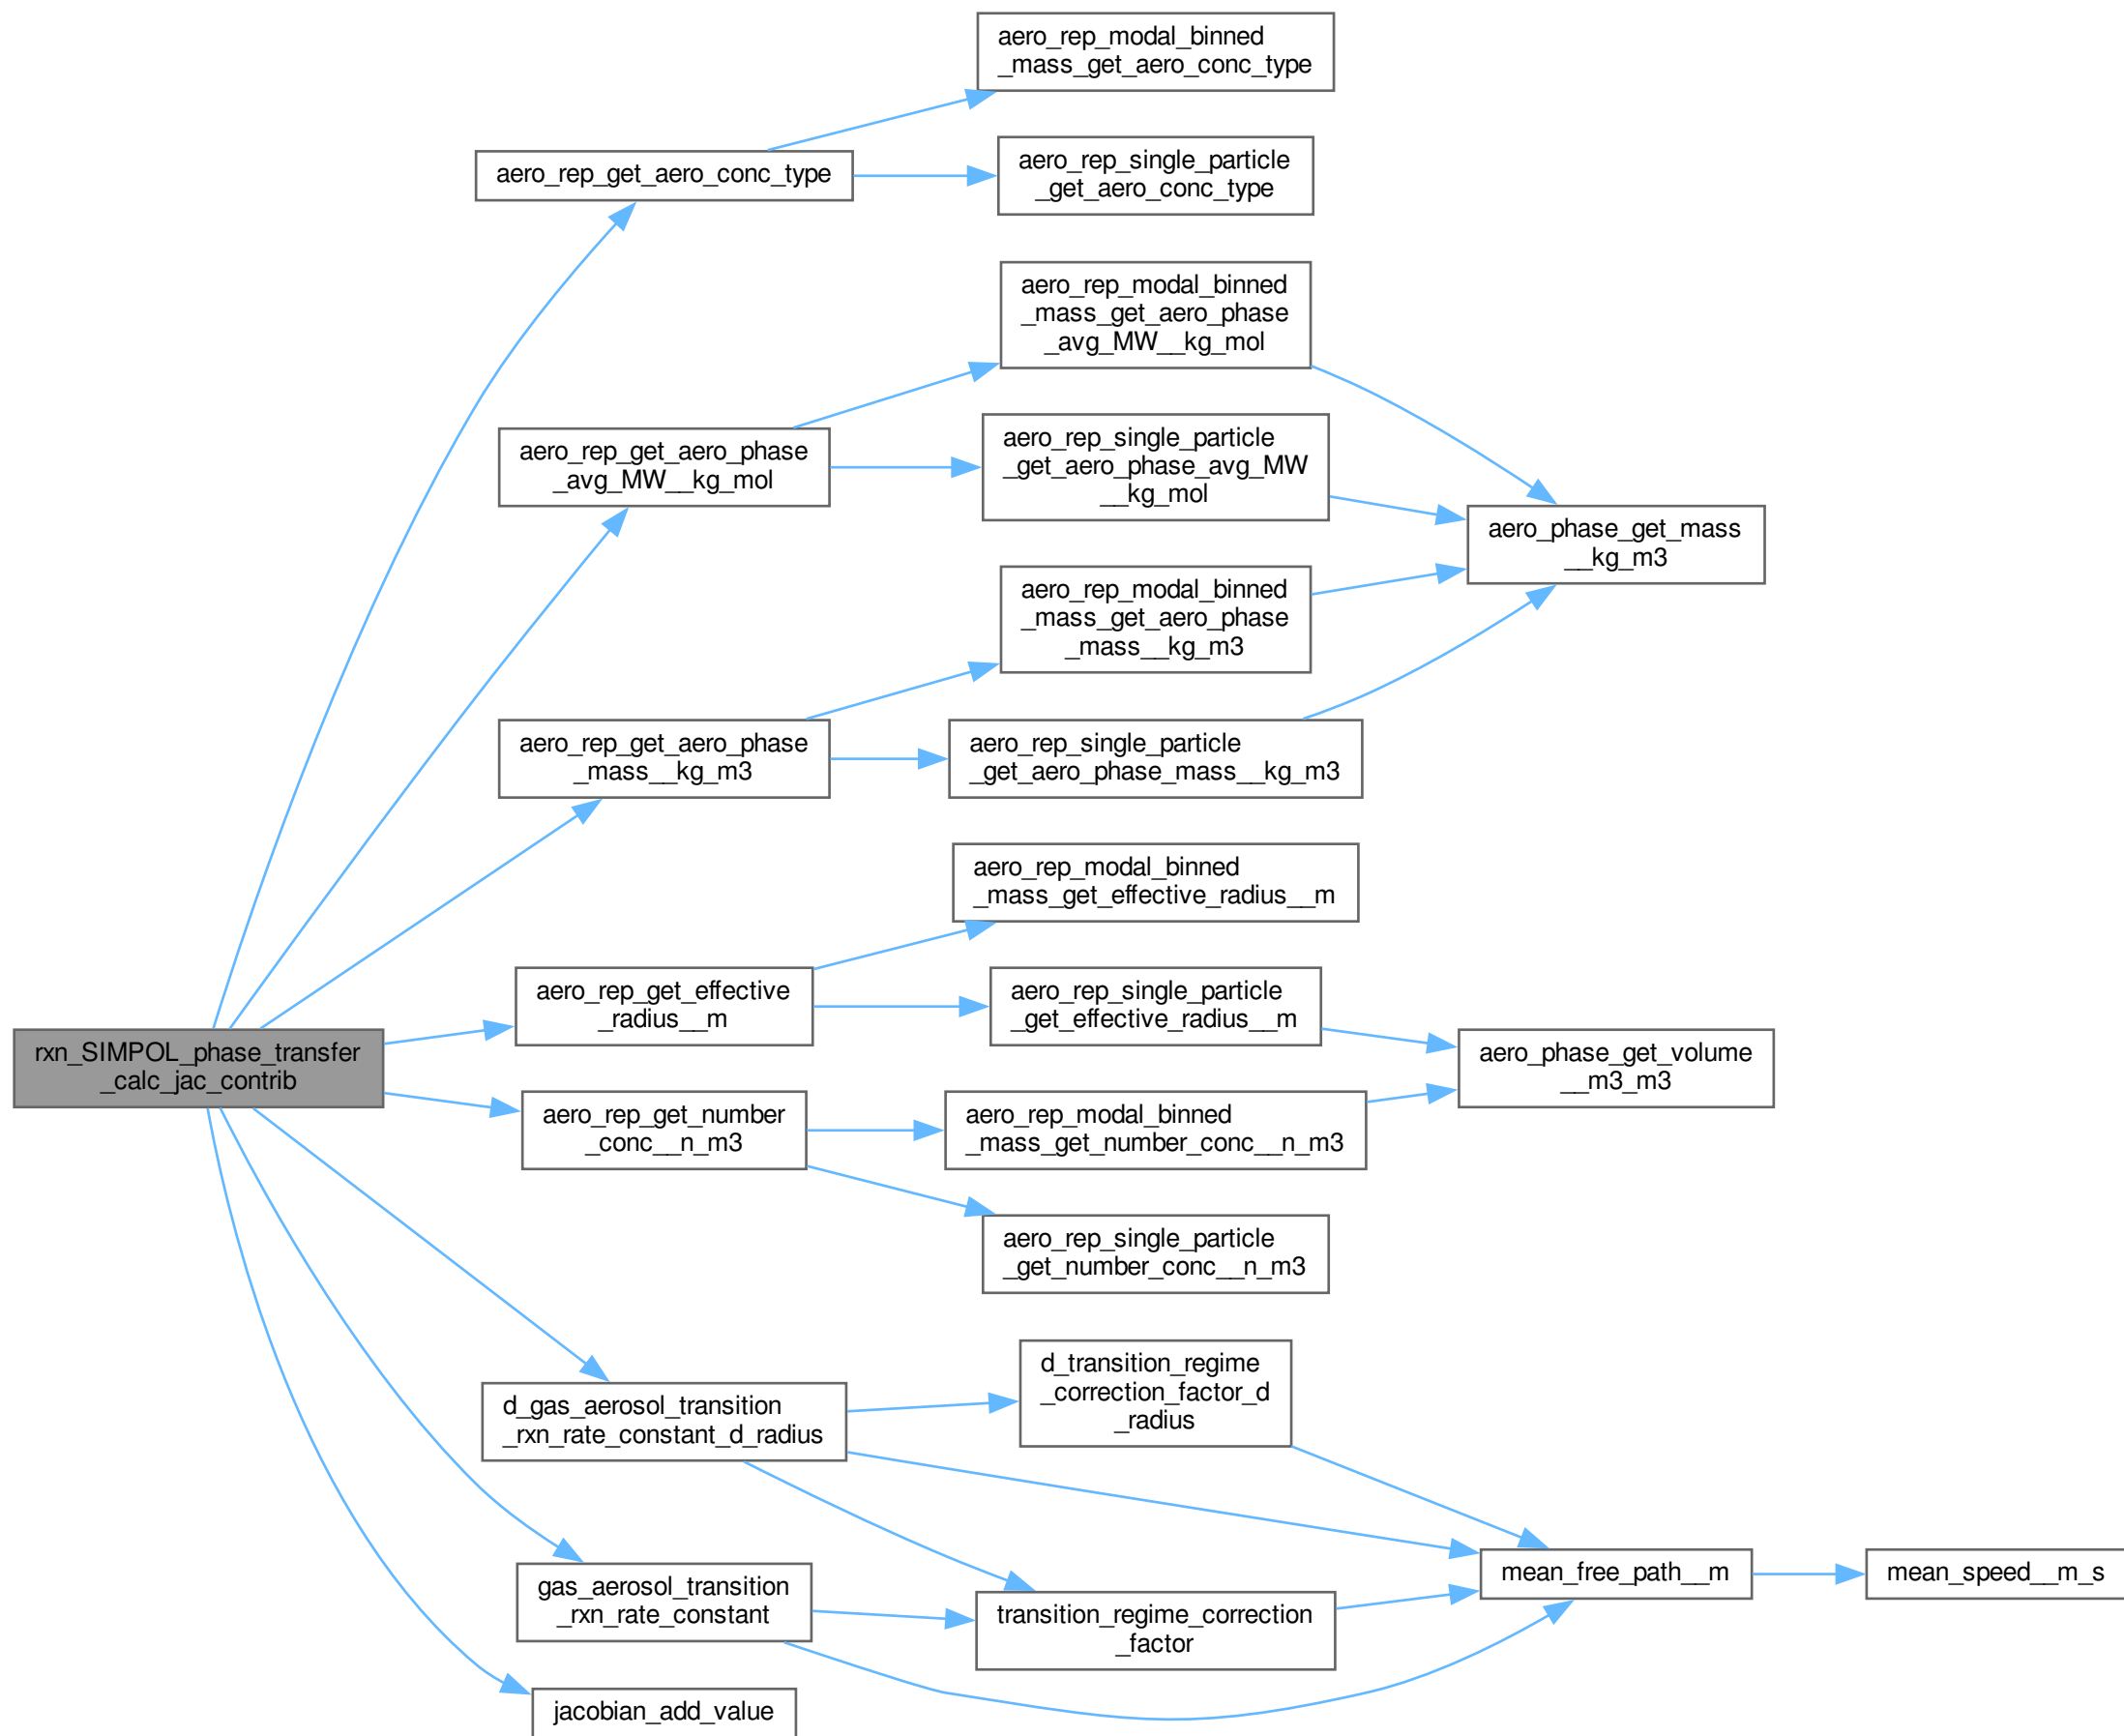 aero_rep_modal_binned
_mass_get_aero_conc_type
aero_rep_get_aero_conc_type
aero_rep_single_particle
_get_aero_conc_type
aero_rep_modal_binned
_mass_get_aero_phase
_avg_MW__kg_mol
aero_rep_get_aero_phase
_avg_MW__kg_mol
aero_rep_single_particle
_get_aero_phase_avg_MW
__kg_mol
aero_phase_get_mass
__kg_m3
aero_rep_modal_binned
_mass_get_aero_phase
_mass__kg_m3
aero_rep_get_aero_phase
_mass__kg_m3
aero_rep_single_particle
_get_aero_phase_mass__kg_m3
aero_rep_modal_binned
_mass_get_effective_radius__m
aero_rep_get_effective
_radius__m
aero_rep_single_particle
_get_effective_radius__m
rxn_SIMPOL_phase_transfer
_calc_jac_contrib
aero_phase_get_volume
__m3_m3
aero_rep_get_number
_conc__n_m3
aero_rep_modal_binned
_mass_get_number_conc__n_m3
aero_rep_single_particle
_get_number_conc__n_m3
d_transition_regime
_correction_factor_d
_radius
d_gas_aerosol_transition
_rxn_rate_constant_d_radius
mean_free_path__m
mean_speed__m_s
gas_aerosol_transition
_rxn_rate_constant
transition_regime_correction
_factor
jacobian_add_value